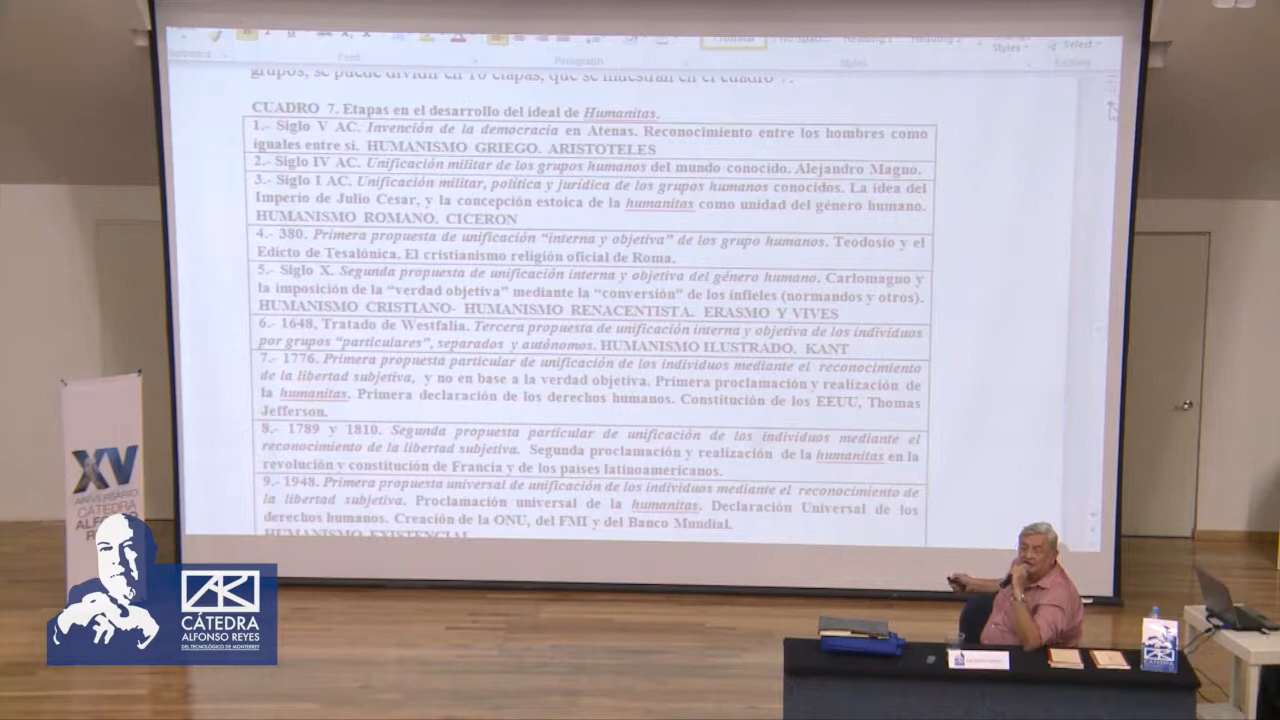 Font
Paragraph
Styles
Select
grupos, se puede dividir en 10 etapas, que se muestran en el cuadro 7.
CUADRO 7. Etapas en el desarrollo del ideal de Humanitas.
1.- Siglo V AC. Invención de la democracia en Atenas. Reconocimiento entre los hombres como
iguales entre si. HUMANISMO GRIEGO. ARISTOTELES
2.- Siglo IV AC. Unificación militar de los grupos humanos del mundo conocido. Alejandro Magno.
3.- Siglo I AC. Unificación militar, política y jurídica de los grupos humanos conocidos. La idea del
Imperio de Julio Cesar, y la concepción estoica de la humanitas como unidad del género humano.
HUMANISMO ROMANO. CICERON
4.- 380. Primera propuesta de unificación "interna y objetiva" de los grupo humanos. Teodosio y el
Edicto de Tesalónica. El cristianismo religión oficial de Roma.
5.- Siglo X. Segunda propuesta de unificación interna y objetiva del género humano. Carlomagno y
la imposición de la "verdad objetiva" mediante la "conversión" de los infieles (normandos y otros).
HUMANISMO CRISTIANO- HUMANISMO RENACENTISTA. ERASMO Y VIVES
6.- 1648, Tratado de Westfalia. Tercera propuesta de unificación interna y objetiva de los individuos
por grupos "particulares", separados y autónomos. HUMANISMO ILUSTRADO. KANT
7.- 1776. Primera propuesta particular de unificación de los individuos mediante el reconocimiento
de la libertad subjetiva, y no en base a la verdad objetiva. Primera proclamación y realización de
la humanitas. Primera declaración de los derechos humanos. Constitución de los EEUU, Thomas
Jefferson.
8.- 1789 y 1810. Segunda propuesta particular de unificación de los individuos mediante el
reconocimiento de la libertad subjetiva. Segunda proclamación y realización de la humanitas en la
revolución y constitución de Francia y de los países latinoamericanos.
9.- 1948. Primera propuesta universal de unificación de los individuos mediante el reconocimiento de
la libertad subjetiva. Proclamación universal de la humanitas. Declaración Universal de los
derechos humanos. Creación de la ONU, del FMI y del Banco Mundial.
HUMANISMO EXISTENCIAL
XV
ANIVERSARIO
CÁTEDRA
AK
CÁTEDRA
ALFONSO REYES
DEL TECNOLÓGICO DE MONTERREY